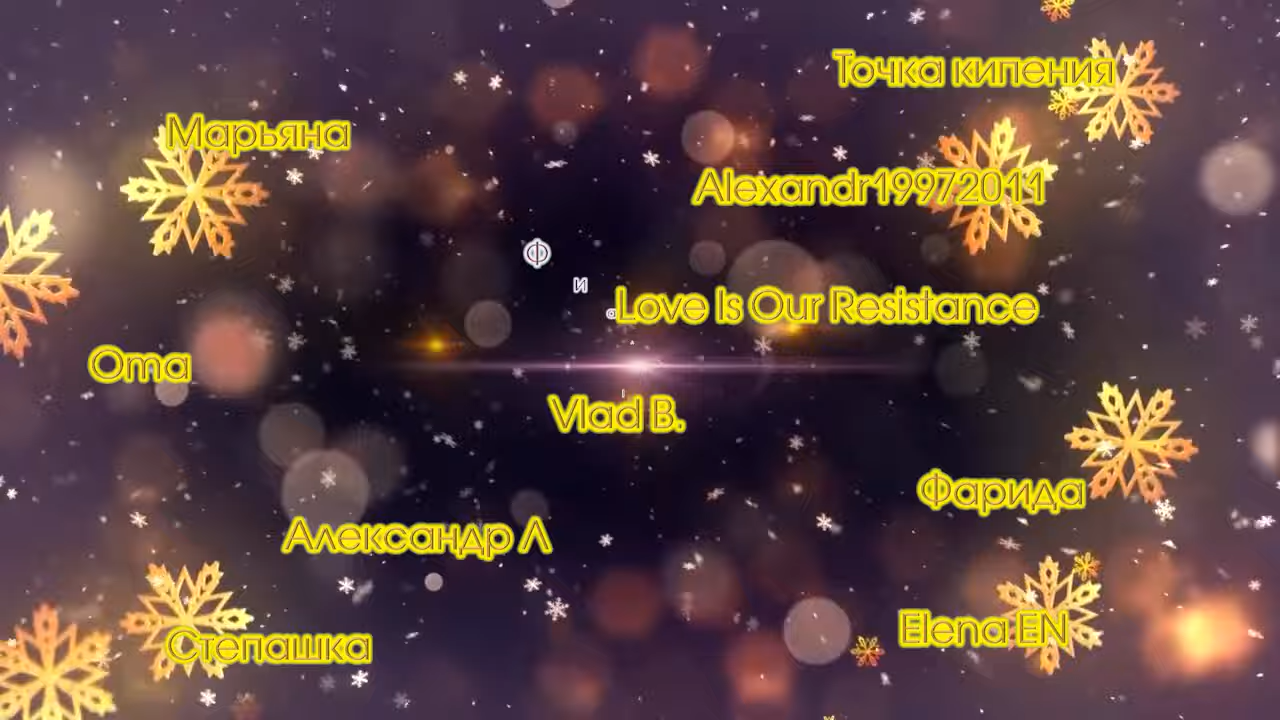 Точка кипения
Марьяна
Alexandr19972011
Ф
и
Love Is Our Resistance
Oma
Vlad B.
Фарида
Александр Л
Elena EN
Степашка